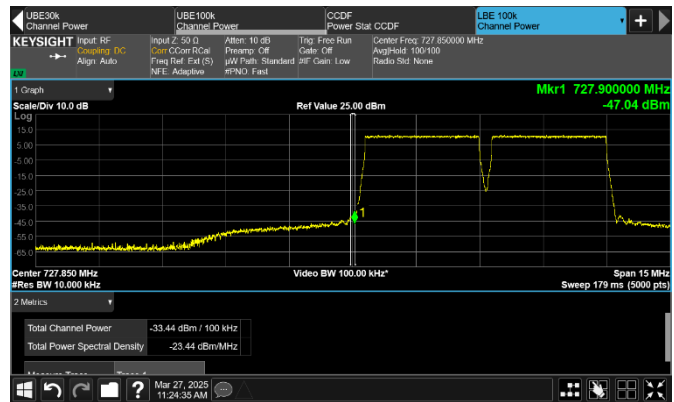 UBE30k
Channel Power
UBE100k
Channel Power
CCDF
Power Stat CCDF
LBE 100k
Channel Power
KEYSIGHT
Input: RF
Coupling: DC
Align: Auto
LXI
Input Z: 50 Ω
Corr CCorr RCal
Freq Ref: Ext (S)
NFE: Adaptive
Atten: 10 dB
Preamp: Off
µW Path: Standard
#PNO: Fast
Trig: Free Run
Gate: Off
#IF Gain: Low
Center Freq: 727.850000 MHz
Avg|Hold: 100/100
Radio Std: None
1 Graph
Mkr1 727.900000 MHz
Scale/Div 10.0 dB
Ref Value 25.00 dBm
-47.04 dBm
Log
15.0
5.00
-5.00
-15.0
-25.0
-35.0
-45.0
-55.0
-65.0
1
Center 727.850 MHz
Video BW 100.00 kHz*
Span 15 MHz
#Res BW 10.000 kHz
Sweep 179 ms (5000 pts)
2 Metrics
Total Channel Power -33.44 dBm / 100 kHz
Total Power Spectral Density -23.44 dBm/MHz
Measure Trace Trace 1
Mar 27, 2025
11:24:35 AM